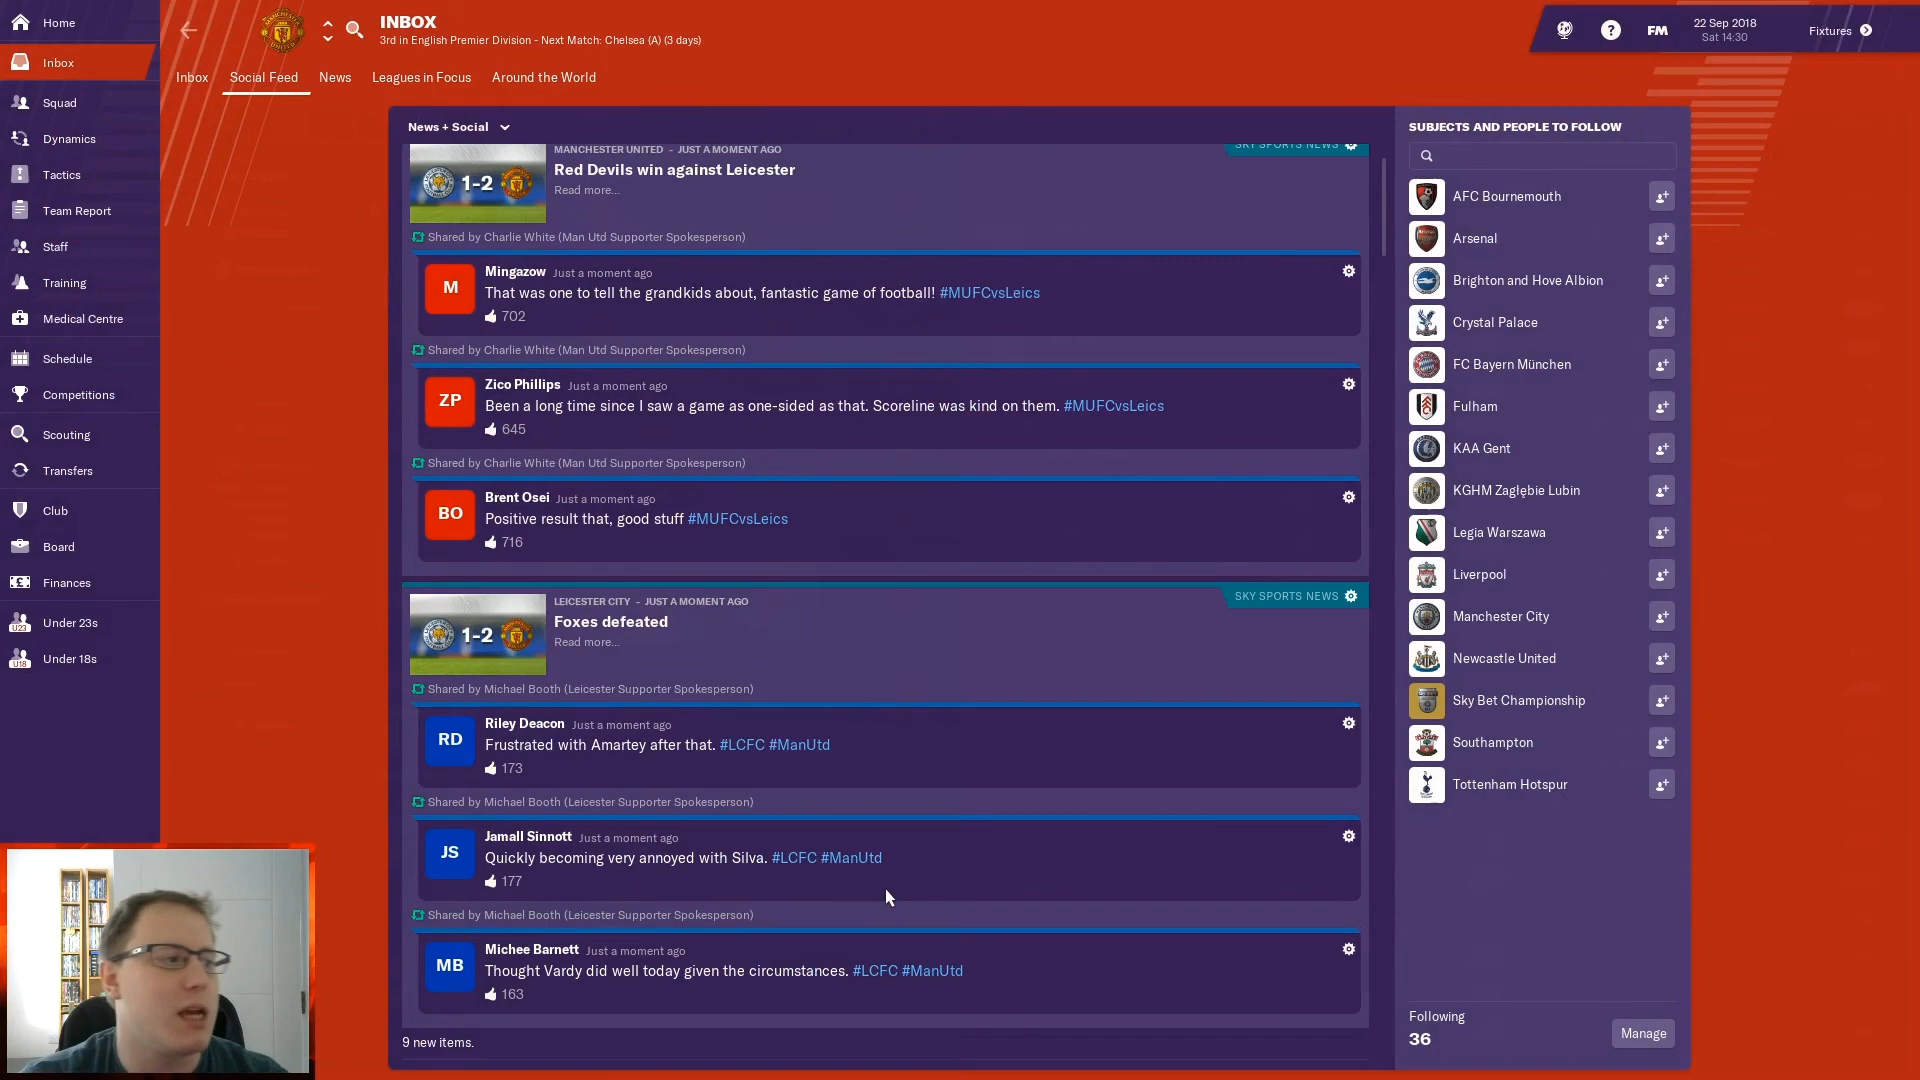 Home
Inbox
Squad
Dynamics
Tactics
Team Report
Staff
Training
Medical Centre
Schedule
Competitions
Scouting
Transfers
Club
Board
Finances
U23
Under 23s
U18
Under 18s
INBOX
3rd in English Premier Division - Next Match: Chelsea (A) (3 days)
FM
22 Sep 2018
Sat 14:30
Fixtures
Inbox
Social Feed
News
Leagues in Focus
Around the World
News + Social
MANCHESTER UNITED - JUST A MOMENT AGO
SKY SPORTS NEWS
1-2
Red Devils win against Leicester
Read more...
Shared by Charlie White (Man Utd Supporter Spokesperson)
M
Mingazow Just a moment ago
That was one to tell the grandkids about, fantastic game of football! #MUFCvsLeics
702
Shared by Charlie White (Man Utd Supporter Spokesperson)
ZP
Zico Phillips Just a moment ago
Been a long time since I saw a game as one-sided as that. Scoreline was kind on them. #MUFCvsLeics
645
Shared by Charlie White (Man Utd Supporter Spokesperson)
BO
Brent Osei Just a moment ago
Positive result that, good stuff #MUFCvsLeics
716
LEICESTER CITY - JUST A MOMENT AGO
SKY SPORTS NEWS
1-2
Foxes defeated
Read more...
Shared by Michael Booth (Leicester Supporter Spokesperson)
RD
Riley Deacon Just a moment ago
Frustrated with Amartey after that. #LCFC #ManUtd
173
Shared by Michael Booth (Leicester Supporter Spokesperson)
JS
Jamall Sinnott Just a moment ago
Quickly becoming very annoyed with Silva. #LCFC #ManUtd
177
Shared by Michael Booth (Leicester Supporter Spokesperson)
MB
Michee Barnett Just a moment ago
Thought Vardy did well today given the circumstances. #LCFC #ManUtd
163
9 new items.
SUBJECTS AND PEOPLE TO FOLLOW
AFC Bournemouth
Arsenal
Brighton and Hove Albion
Crystal Palace
FC Bayern München
Fulham
KAA Gent
KGHM Zagłębie Lubin
Legia Warszawa
Liverpool
Manchester City
Newcastle United
Sky Bet Championship
Southampton
Tottenham Hotspur
Following
36
Manage